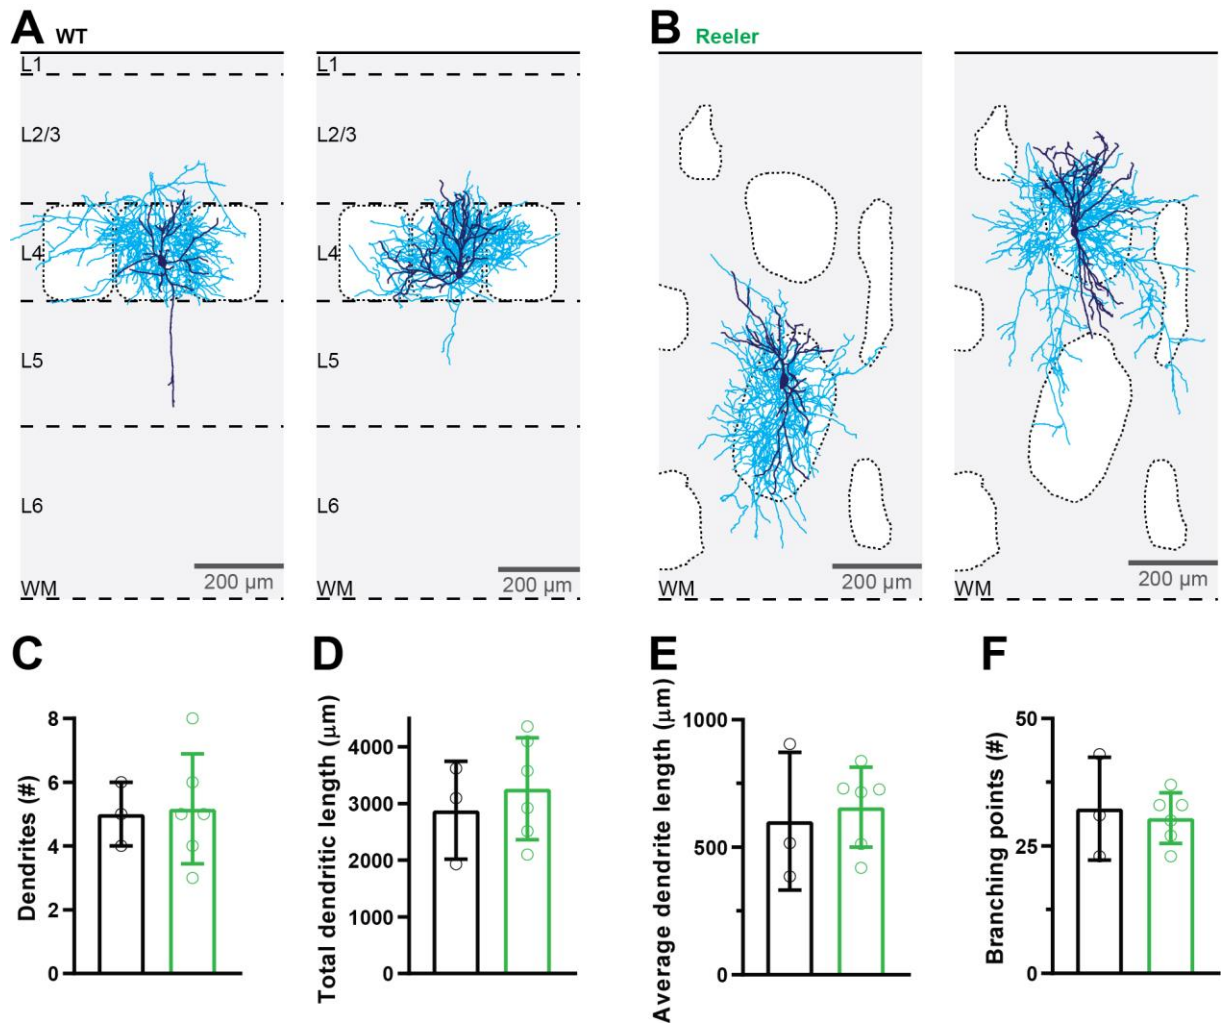 A WT
L1
L2/3
L4
L5
L6
WM
200 µm
L1
L2/3
L4
L5
L6
200 µm
B Reeler
WM
200 µm
WM
200 µm
C
Dendrites (#)
8
6
4
2
0
D
Total dendritic length (µm)
4000
3000
2000
1000
0
E
Average dendrite length (µm)
1000
500
0
F
Branching points (#)
50
25
0